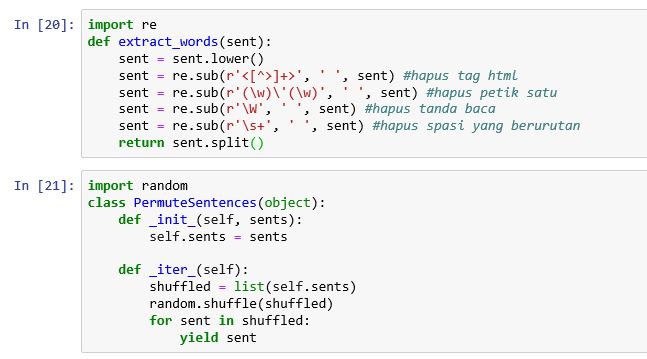 In [20]: import re
def extract_words(sent):
    sent = sent.lower()
    sent = re.sub(r'<[^>]+>', ' ', sent) #hapus tag html
    sent = re.sub(r'(\w)\'(\w)', ' ', sent) #hapus petik satu
    sent = re.sub(r'\W', ' ', sent) #hapus tanda baca
    sent = re.sub(r'\s+', ' ', sent) #hapus spasi yang berurutan
    return sent.split()
In [21]: import random
class PermuteSentences(object):
    def _init_(self, sents):
        self.sents = sents
    def _iter_(self):
        shuffled = list(self.sents)
        random.shuffle(shuffled)
        for sent in shuffled:
            yield sent